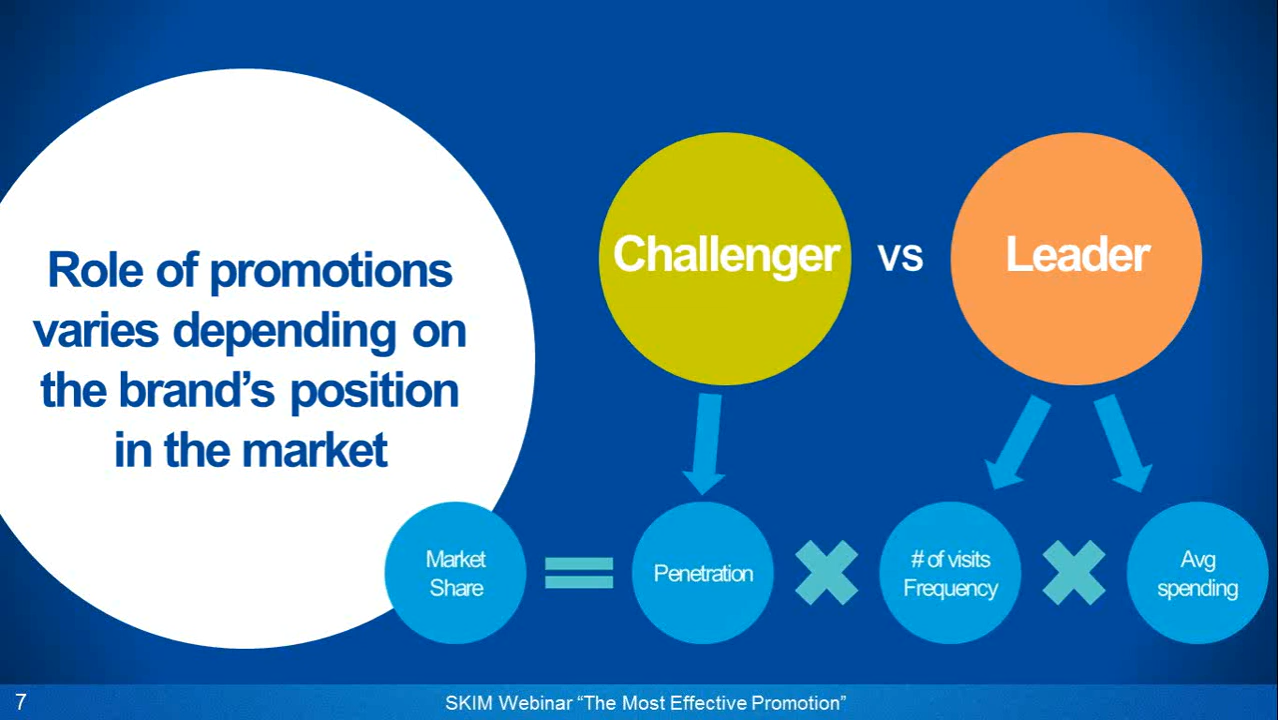 Role of promotions
varies depending on
the brand's position
in the market
Challenger
vs
Leader
Market
Share
Penetration
# of visits
Frequency
Avg
spending
7
SKIM Webinar “The Most Effective Promotion”